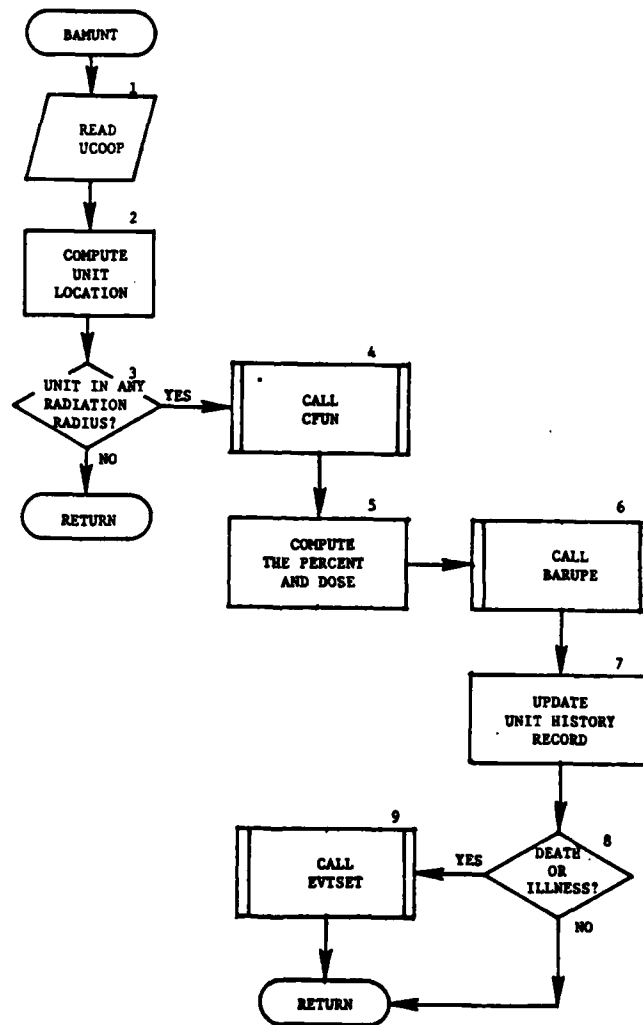 BAMUNT
1
READ
UCOOP
2
COMPUTE
UNIT
LOCATION
3
UNIT IN ANY
RADIATION
RADIUS?
YES
NO
RETURN
4
CALL
CFUN
5
COMPUTE
THE PERCENT
AND DOSE
6
CALL
BARUPE
7
UPDATE
UNIT HISTORY
RECORD
8
DEATH
OR
ILLNESS?
YES
NO
9
CALL
EVTSET
RETURN